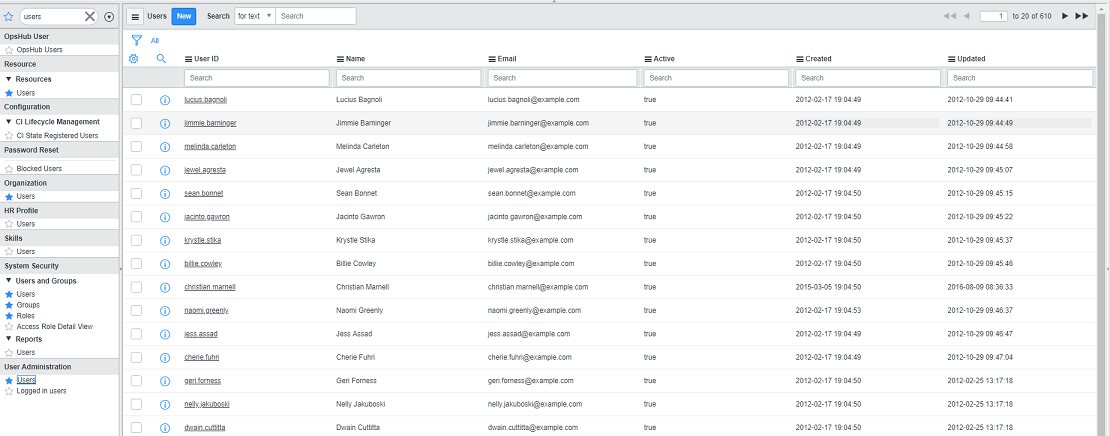 users
OpsHub User
OpsHub Users
Resource
Resources
Users
Configuration
CI Lifecycle Management
CI State Registered Users
Password Reset
Blocked Users
Organization
Users
HR Profile
Users
Skills
Users
System Security
Users and Groups
Users
Groups
Roles
Access Role Detail View
Reports
Users
User Administration
Users
Logged in users
Users New Search for text Search 1 to 20 of 610
All
User ID Name Email Active Created Updated
Search Search Search Search Search Search
lucius.bagnoli Lucius Bagnoli lucius.bagnoli@example.com true 2012-02-17 19:04:49 2012-10-29 09:44:41
jimmie.barninger Jimmie Barninger jimmie.barninger@example.com true 2012-02-17 19:04:49 2012-10-29 09:44:49
melinda.carleton Melinda Carleton melinda.carleton@example.com true 2012-02-17 19:04:49 2012-10-29 09:44:58
jewel.agresta Jewel Agresta jewel.agresta@example.com true 2012-02-17 19:04:49 2012-10-29 09:45:07
sean.bonnet Sean Bonnet sean.bonnet@example.com true 2012-02-17 19:04:50 2012-10-29 09:45:15
jacinto.gawron Jacinto Gawron jacinto.gawron@example.com true 2012-02-17 19:04:50 2012-10-29 09:45:22
krystle.stika Krystle Stika krystle.stika@example.com true 2012-02-17 19:04:50 2012-10-29 09:45:37
billie.cowley Billie Cowley billie.cowley@example.com true 2012-02-17 19:04:50 2012-10-29 09:45:46
christian.marnell Christian Marnell christian.marnell@example.com true 2015-03-05 19:04:50 2016-08-09 08:36:33
naomi.greenly Naomi Greenly naomi.greenly@example.com true 2012-02-17 19:04:53 2012-10-29 09:46:37
jess.assad Jess Assad jess.assad@example.com true 2012-02-17 19:04:49 2012-10-29 09:46:47
cherie.fuhri Cherie Fuhri cherie.fuhri@example.com true 2012-02-17 19:04:49 2012-10-29 09:47:04
geri.forness Geri Forness geri.forness@example.com true 2012-02-17 19:04:50 2012-02-25 13:17:18
nelly.jakuboski Nelly Jakuboski nelly.jakuboski@example.com true 2012-02-17 19:04:50 2012-02-25 13:17:18
dwain.cuttitta Dwain Cuttitta dwain.cuttitta@example.com true 2012-02-17 19:04:50 2012-02-25 13:17:18